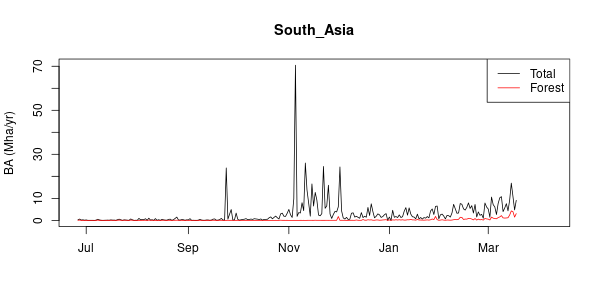 South_Asia
BA (Mha/yr)
70
50
30
10
0
Total
Forest
Jul
Sep
Nov
Jan
Mar